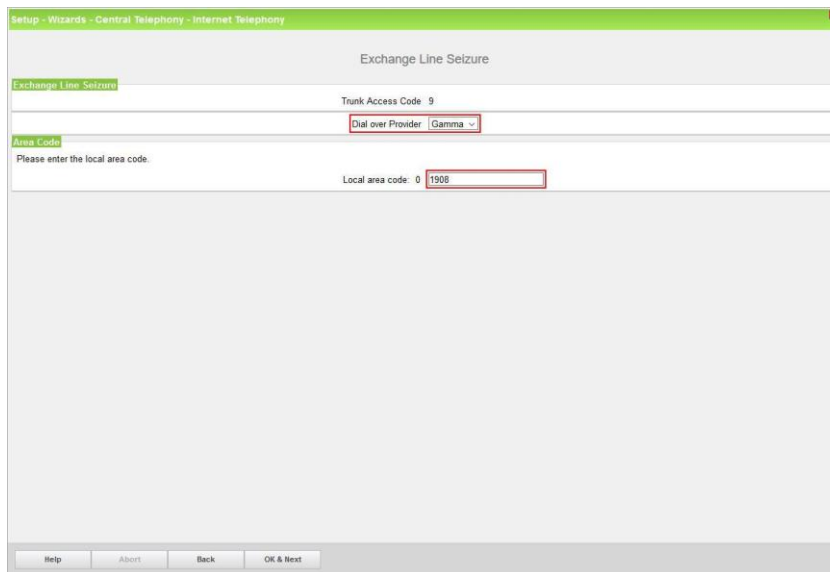 Setup - Wizards - Central Telephony - Internet Telephony
Exchange Line Seizure
Exchange Line Seizure
Trunk Access Code 9
Dial over Provider Gamma
Area Code
Please enter the local area code.
Local area code: 0 1908
Help Abort Back OK & Next